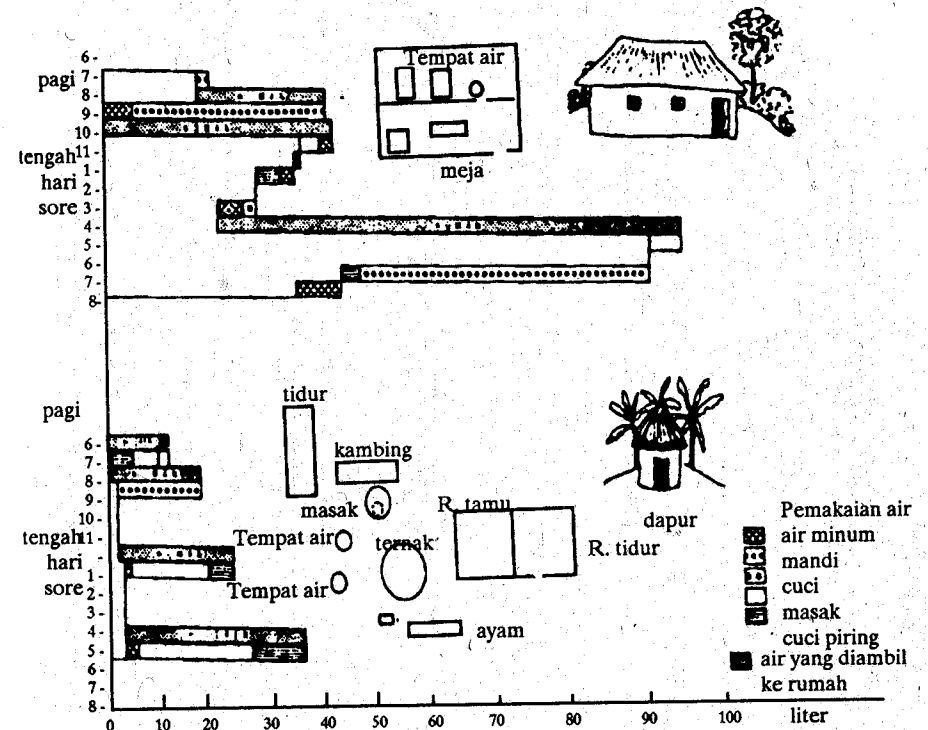 6-
pagi
7-
8-
9-
10-
tengah 11-
1-
hari
2-
sore 3-
4-
5-
6-
7-
8-
Tempat air
meja
pagi
6-
7-
8-
9-
10-
tengah 11-
hari
1-
sore 2-
3-
4-
5-
6-
7-
8-
tidur
kambing
masak
Tempat air
ternak
Tempat air
R. tamu
R. tidur
ayam
dapur
Pemakaian air
air minum
mandi
cuci
masak
cuci piring
air yang diambil
ke rumah
0 10 20 30 40 50 60 70 80 90 100 liter